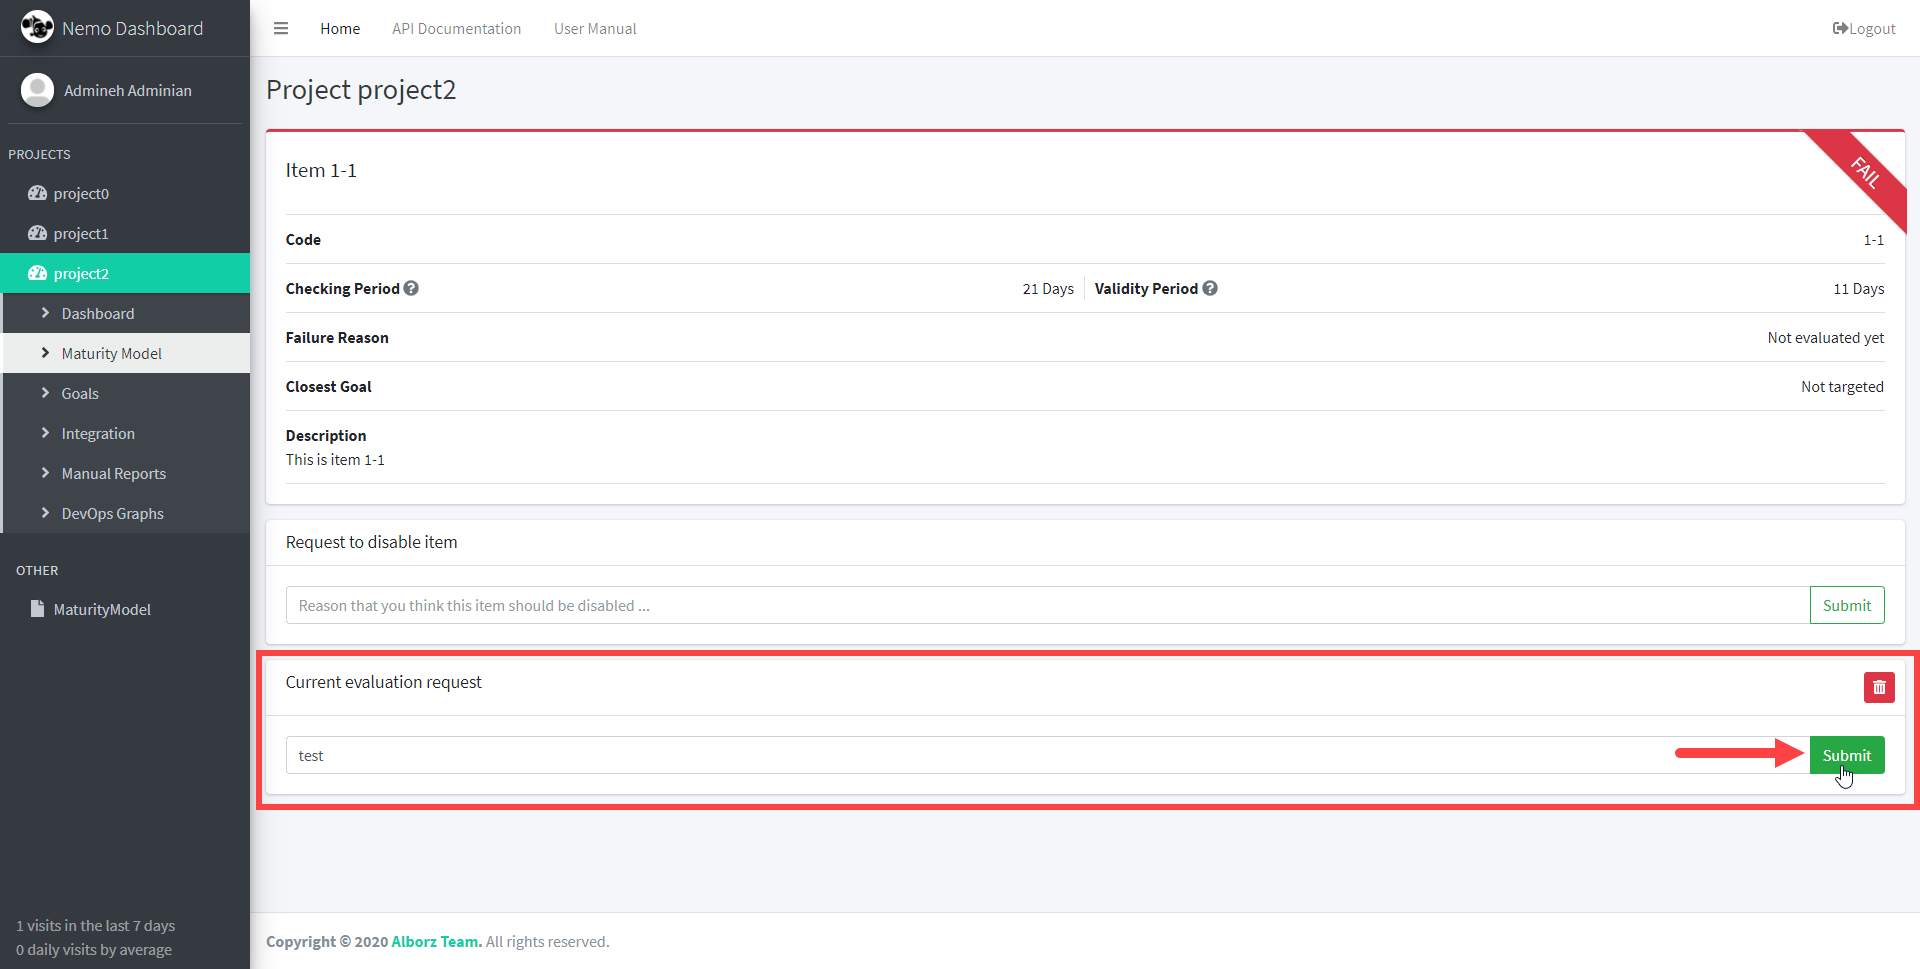 Nemo Dashboard
Home
API Documentation
User Manual
Logout
Admineh Adminian
PROJECTS
project0
project1
project2
Dashboard
Maturity Model
Goals
Integration
Manual Reports
DevOps Graphs
OTHER
MaturityModel
1 visits in the last 7 days
0 daily visits by average
Project project2
FAIL
Item 1-1
Code 1-1
Checking Period 21 Days Validity Period 11 Days
Failure Reason Not evaluated yet
Closest Goal Not targeted
Description
This is item 1-1
Request to disable item
Reason that you think this item should be disabled ... Submit
Current evaluation request
test Submit
Copyright © 2020 Alborz Team. All rights reserved.